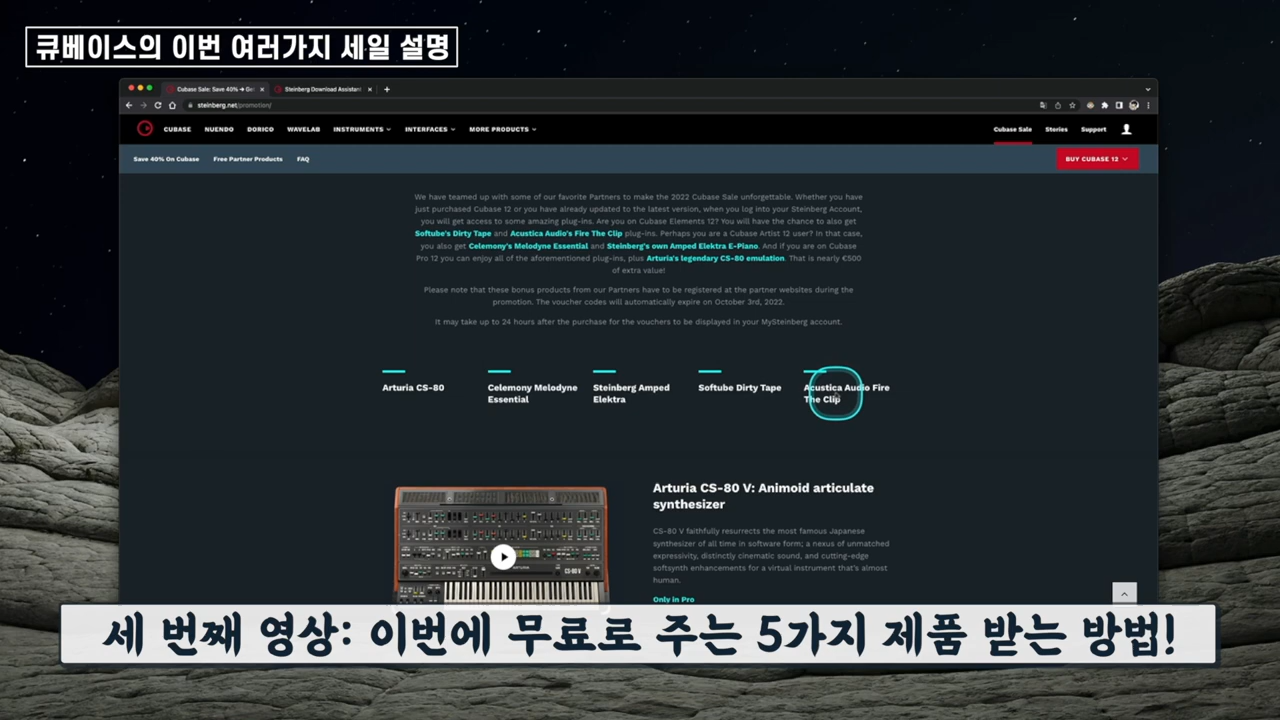 큐베이스의 이번 여러가지 세일 설명
Cubase Sale: Save 40% ➔ Ge
Steinberg Download Assistant
steinberg.net/promotion/
CUBASE NUENDO DORICO WAVELAB INSTRUMENTS INTERFACES MORE PRODUCTS Cubase Sale Stories Support
Save 40% On Cubase Free Partner Products FAQ BUY CUBASE 12
We have teamed up with some of our favorite Partners to make the 2022 Cubase Sale unforgettable. Whether you have
just purchased Cubase 12 or you have already updated to the latest version, when you log into your Steinberg Account,
you will get access to some amazing plug-ins. Are you on Cubase Elements 12? You will have the chance to also get
Softube's Dirty Tape and Acustica Audio's Fire The Clip plug-ins. Perhaps you are a Cubase Artist 12 user? In that case,
you also get Celemony's Melodyne Essential and Steinberg's own Amped Elektra E-Piano. And if you are on Cubase
Pro 12 you can enjoy all of the aforementioned plug-ins, plus Arturia's legendary CS-80 emulation. That is nearly €500
of extra value!
Please note that these bonus products from our Partners have to be registered at the partner websites during the
promotion. The voucher codes will automatically expire on October 3rd, 2022.
It may take up to 24 hours after the purchase for the vouchers to be displayed in your MySteinberg account.
Arturia CS-80
Celemony Melodyne
Essential
Steinberg Amped
Elektra
Softube Dirty Tape
Acustica Audio Fire
The Clip
Arturia CS-80 V: Animoid articulate
synthesizer
CS-80 V faithfully resurrects the most famous Japanese
synthesizer of all time in software form; a nexus of unmatched
expressivity, distinctly cinematic sound, and cutting-edge
softsynth enhancements for a virtual instrument that's almost
human.
Only in Pro
ARTURIA
CS-80 V
세 번째 영상: 이번에 무료로 주는 5가지 제품 받는 방법!